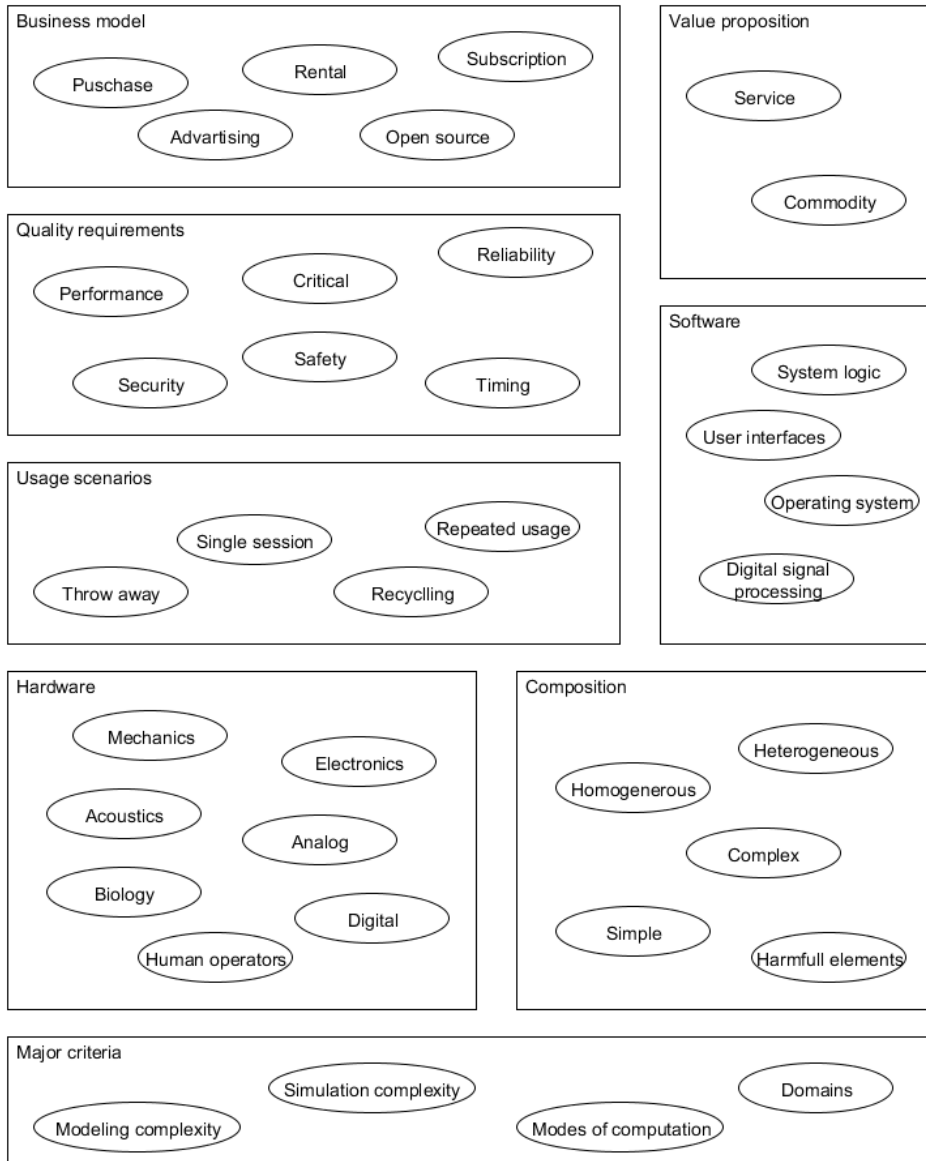 Business model
Puschase
Rental
Subscription
Advartising
Open source
Value proposition
Service
Commodity
Quality requirements
Performance
Critical
Reliability
Security
Safety
Timing
Software
System logic
User interfaces
Operating system
Digital signal
processing
Usage scenarios
Single session
Repeated usage
Throw away
Recyclling
Hardware
Mechanics
Electronics
Acoustics
Analog
Biology
Digital
Human operators
Composition
Heterogeneous
Homogenerous
Complex
Simple
Harmfull elements
Major criteria
Simulation complexity
Domains
Modeling complexity
Modes of computation